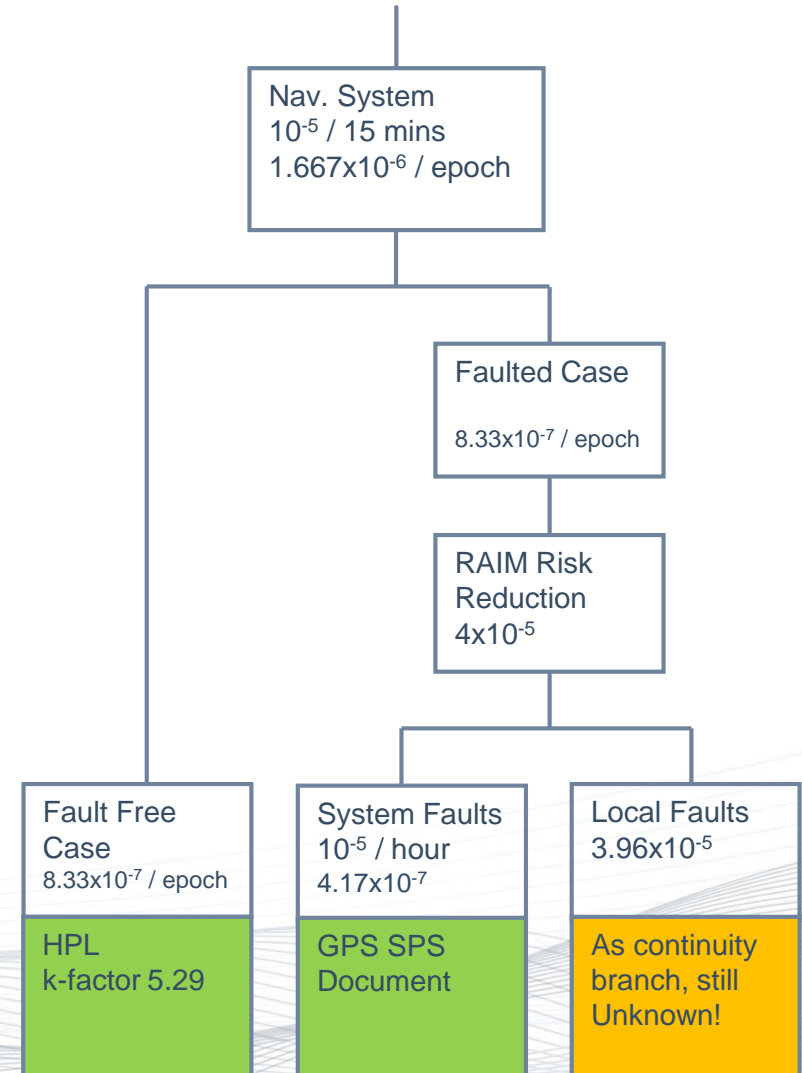 Nav. System
10⁻⁵ / 15 mins
1.667x10⁻⁶ / epoch
Faulted Case
8.33x10⁻⁷ / epoch
RAIM Risk
Reduction
4x10⁻⁵
Fault Free
Case
8.33x10⁻⁷ / epoch
HPL
k-factor 5.29
System Faults
10⁻⁵ / hour
4.17x10⁻⁷
GPS SPS
Document
Local Faults
3.96x10⁻⁵
As continuity
branch, still
Unknown!